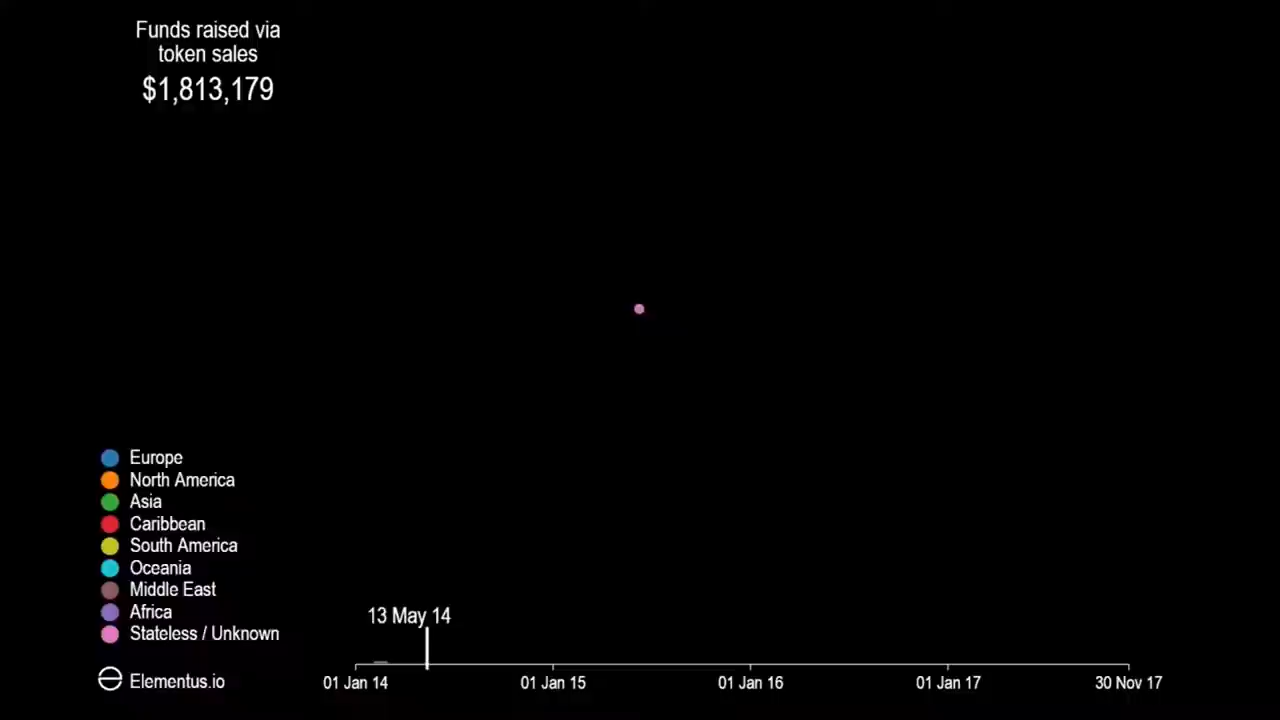 Funds raised via
token sales
$1,813,179
Europe
North America
Asia
Caribbean
South America
Oceania
Middle East
Africa
Stateless / Unknown
Elementus.io
13 May 14
01 Jan 14
01 Jan 15
01 Jan 16
01 Jan 17
30 Nov 17